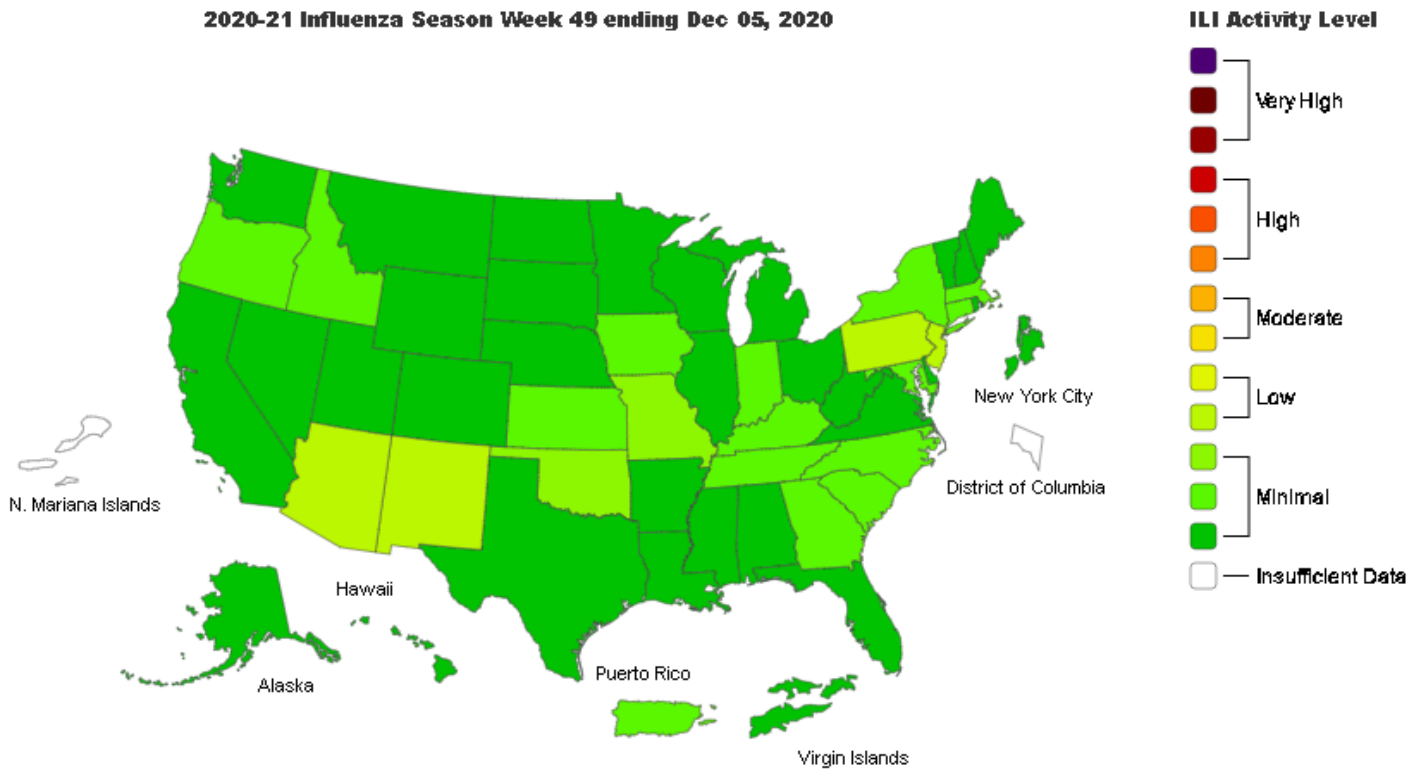 2020-21 Influenza Season Week 49 ending Dec 05, 2020
ILI Activity Level
Very High
High
Moderate
Low
Minimal
Insufficient Data
New York City
District of Columbia
N. Mariana Islands
Hawaii
Alaska
Puerto Rico
Virgin Islands